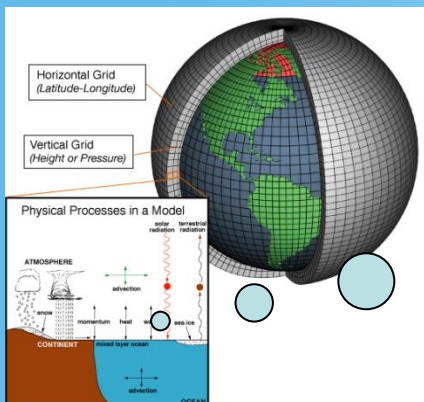 Horizontal Grid
(Latitude-Longitude)
Vertical Grid
(Height or Pressure)
Physical Processes in a Model
solar
radiation
terrestrial
radiation
ATMOSPHERE
advection
snow
momentum
heat
sea ice
CONTINENT
mixed layer ocean
advection